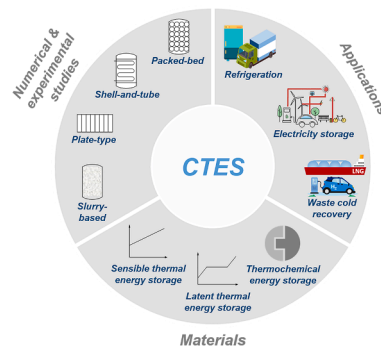 Numerical &
experimental
studies
Packed-bed
Shell-and-tube
Plate-type
Slurry-
based
Applications
Refrigeration
Electricity storage
LNG
H₂
Waste cold
recovery
CTES
Sensible thermal
energy storage
Latent thermal
energy storage
Thermochemical
energy storage
Materials